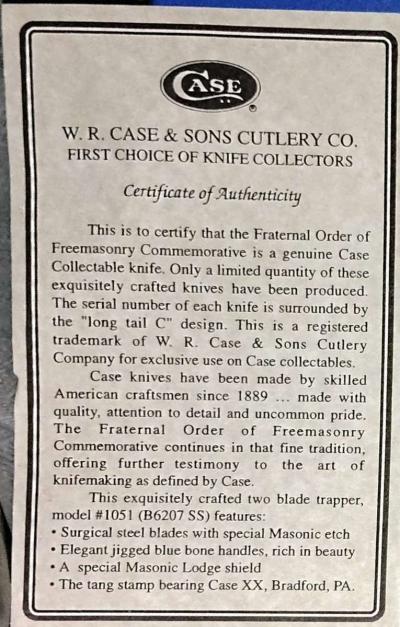 CASE
®
W. R. CASE & SONS CUTLERY CO.
FIRST CHOICE OF KNIFE COLLECTORS
Certificate of Authenticity
This is to certify that the Fraternal Order of
Freemasonry Commemorative is a genuine Case
Collectable knife. Only a limited quantity of these
exquisitely crafted knives have been produced.
The serial number of each knife is surrounded by
the "long tail C" design. This is a registered
trademark of W. R. Case & Sons Cutlery
Company for exclusive use on Case collectables.
Case knives have been made by skilled
American craftsmen since 1889 ... made with
quality, attention to detail and uncommon pride.
The Fraternal Order of Freemasonry
Commemorative continues in that fine tradition,
offering further testimony to the art of
knifemaking as defined by Case.
This exquisitely crafted two blade trapper,
model #1051 (B6207 SS) features:
• Surgical steel blades with special Masonic etch
• Elegant jigged blue bone handles, rich in beauty
• A special Masonic Lodge shield
• The tang stamp bearing Case XX, Bradford, PA.